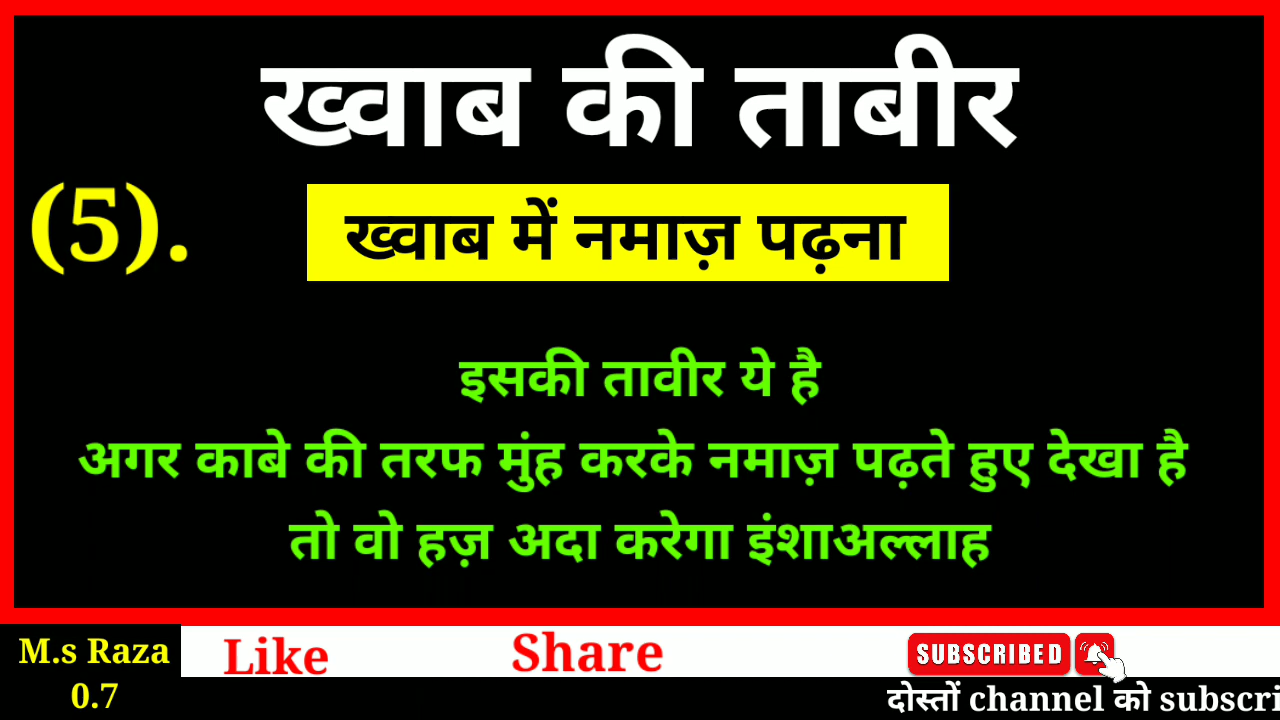 ख्वाब की ताबीर
(5).
ख्वाब में नमाज़ पढ़ना
इसकी तावीर ये है
अगर काबे की तरफ मुंह करके नमाज़ पढ़ते हुए देखा है
तो वो हज़ अदा करेगा इंशाअल्लाह
M.s Raza
0.7
Like
Share
SUBSCRIBED
दोस्तों channel को subscri